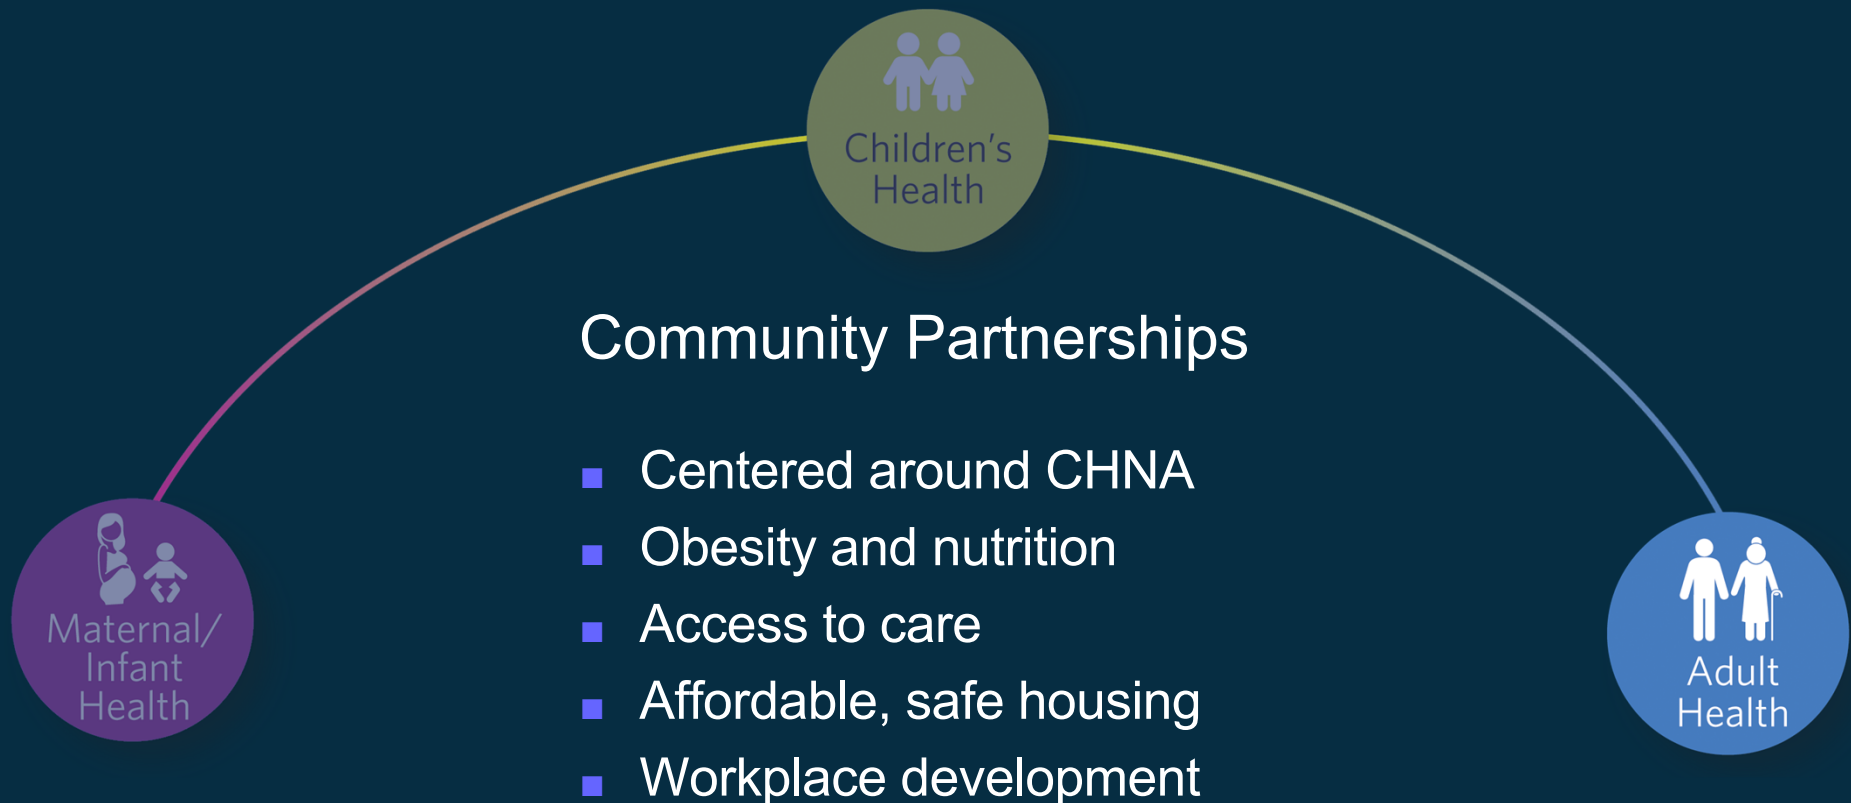 Children's
Health
Community Partnerships
■ Centered around CHNA
■ Obesity and nutrition
■ Access to care
■ Affordable, safe housing
■ Workplace development
Maternal/
Infant
Health
Adult
Health